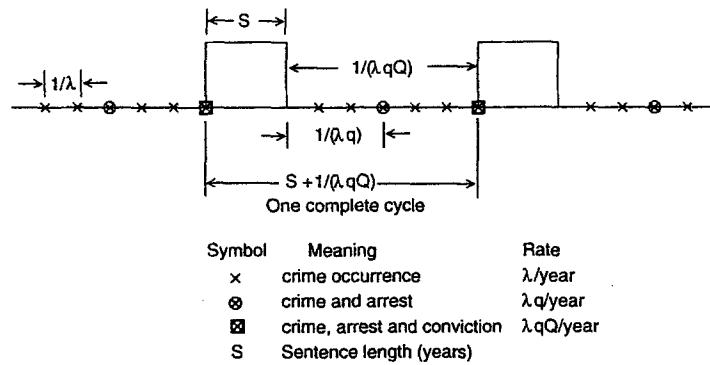 S
1/(λqQ)
1/λ
1/(λq)
S+1/(λqQ)
One complete cycle
Symbol Meaning Rate
× crime occurrence λ/year
⊗ crime and arrest λq/year
⊠ crime, arrest and conviction λqQ/year
S Sentence length (years)